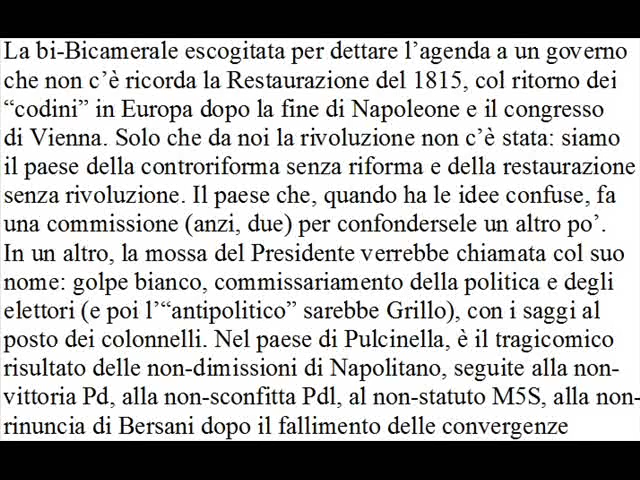 La bi-Bicamerale escogitata per dettare l’agenda a un governo
che non c’è ricorda la Restaurazione del 1815, col ritorno dei
“codini” in Europa dopo la fine di Napoleone e il congresso
di Vienna. Solo che da noi la rivoluzione non c’è stata: siamo
il paese della controriforma senza riforma e della restaurazione
senza rivoluzione. Il paese che, quando ha le idee confuse, fa
una commissione (anzi, due) per confondersele un altro po’.
In un altro, la mossa del Presidente verrebbe chiamata col suo
nome: golpe bianco, commissariamento della politica e degli
elettori (e poi l’“antipolitico” sarebbe Grillo), con i saggi al
posto dei colonnelli. Nel paese di Pulcinella, è il tragicomico
risultato delle non-dimissioni di Napolitano, seguite alla non-
vittoria Pd, alla non-sconfitta Pdl, al non-statuto M5S, alla non-
rinuncia di Bersani dopo il fallimento delle convergenze